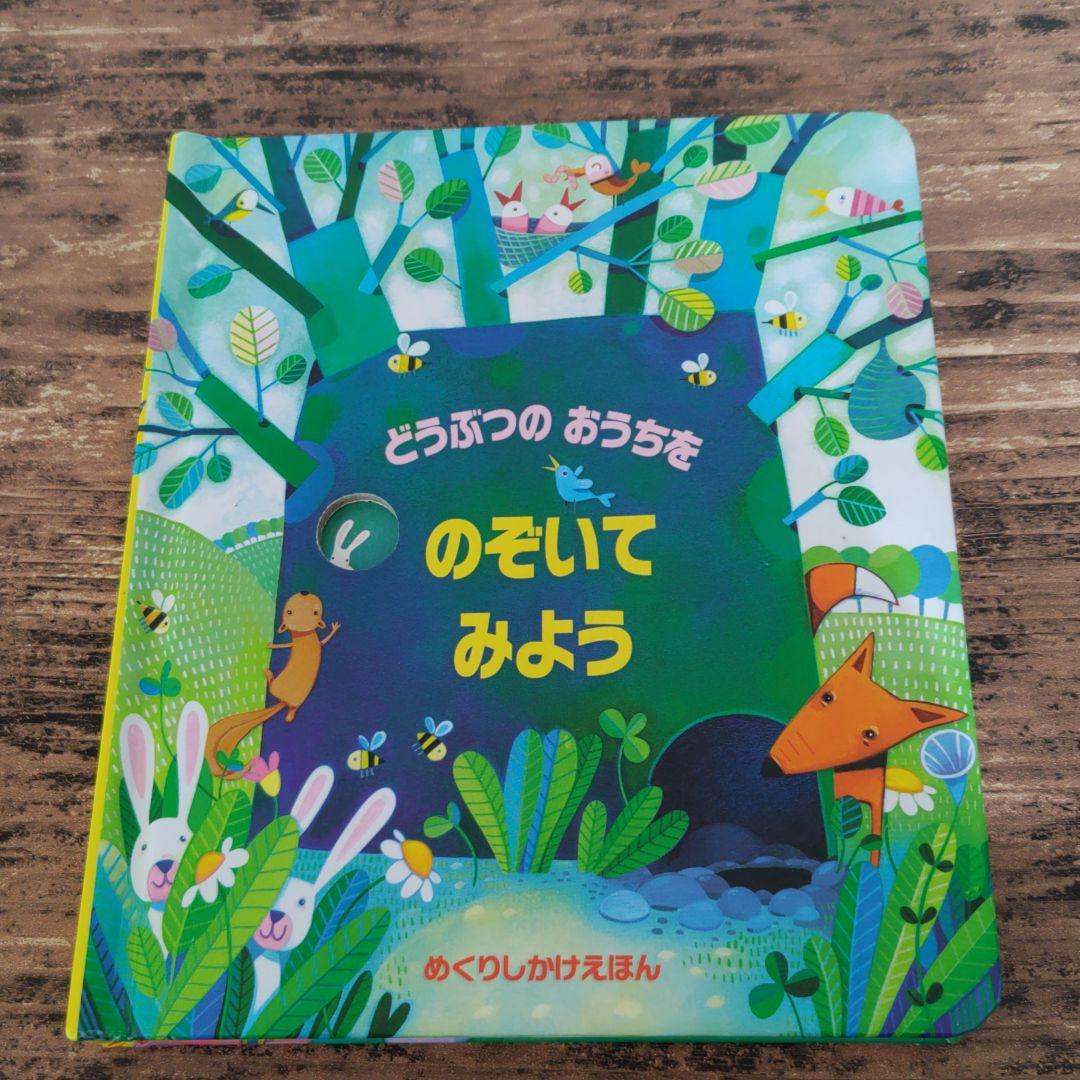 どうぶつの おうちを
のぞいて
みよう
めくりしかけえほん